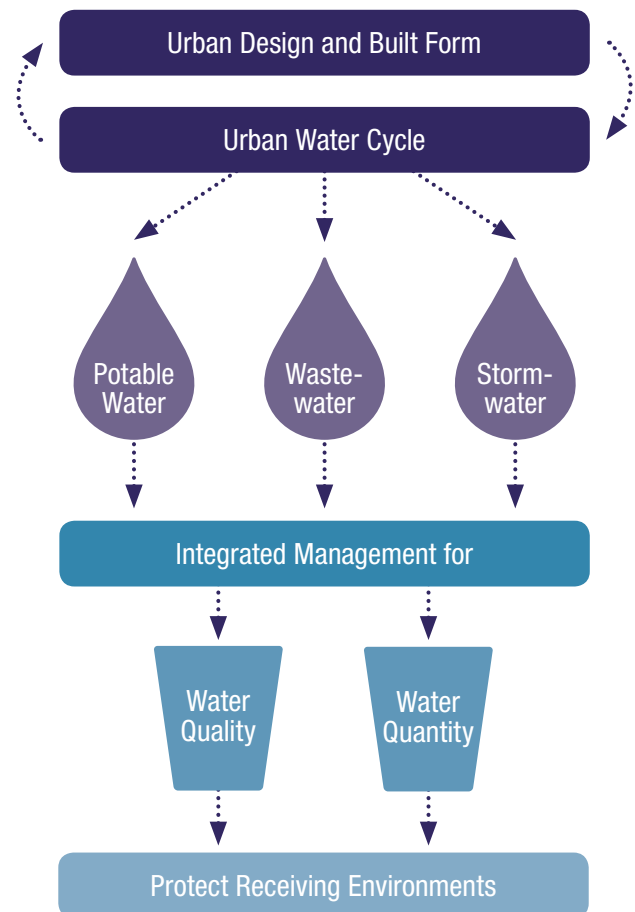 Urban Design and Built Form
Urban Water Cycle
Potable
Water
Waste-
water
Storm-
water
Integrated Management for
Water
Quality
Water
Quantity
Protect Receiving Environments